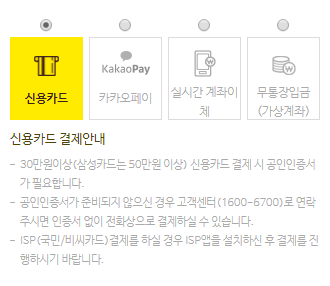 신용카드
KakaoPay
카카오페이
실시간 계좌이
체
무통장입금
(가상계좌)
신용카드 결제안내
- 30만원이상(삼성카드는 50만원 이상) 신용카드 결제 시 공인인증서
가 필요합니다.
- 공인인증서가 준비되지 않으신 경우 고객센터(1600-6700)로 연락
주시면 인증서 없이 전화상으로 결제하실 수 있습니다.
- ISP(국민/비씨카드)결제를 하실 경우 ISP앱을 설치하신 후 결제를 진
행하시기 바랍니다.